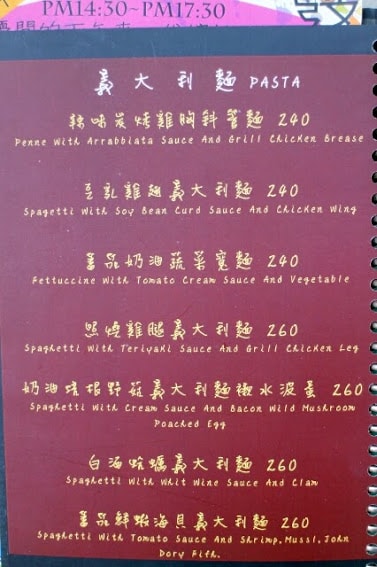 PM14:30~PM17:30
義大利麵 PASTA
辣味炭烤雞胸斜管麵 240
Penne With Arrabbiata Sauce And Grill Chicken Brease
豆乳雞翅義大利麵 240
Spagetti With Soy Bean Curd Sauce And Chicken Wing
蕃茄奶油蔬菜寬麵 240
Fettuccine With Tomato Cream Sauce And Vegetable
照燒雞腿義大利麵 260
Spaghetti With Teriyaki Sauce And Grill Chicken Leg
奶油培根野菇義大利麵襯水波蛋 260
Spaghetti With Cream Sauce And Bacon Wild Mushroom
Poached Egg
白酒蛤蠣義大利麵 260
Spaghetti With Whit Wine Sauce And Clam
蕃茄鮮蝦海貝義大利麵 260
Spaghetti With Tomato Sauce And Shrimp,Mussl,John
Dory Fifh.